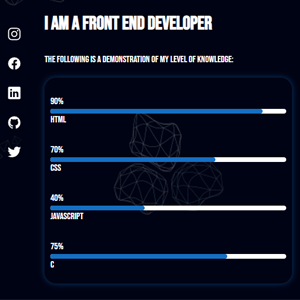 I AM A FRONT END DEVELOPER
THE FOLLOWING IS A DEMONSTRATION OF MY LEVEL OF KNOWLEDGE:
90%
HTML
70%
CSS
40%
JAVASCRIPT
75%
C